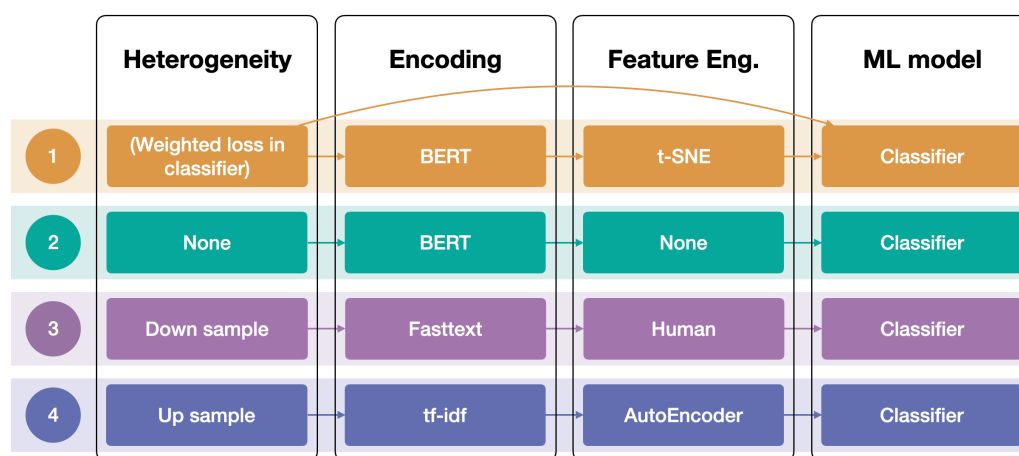 Heterogeneity
Encoding
Feature Eng.
ML model
1
(Weighted loss in
classifier)
BERT
t-SNE
Classifier
2
None
BERT
None
Classifier
3
Down sample
Fasttext
Human
Classifier
4
Up sample
tf-idf
AutoEncoder
Classifier